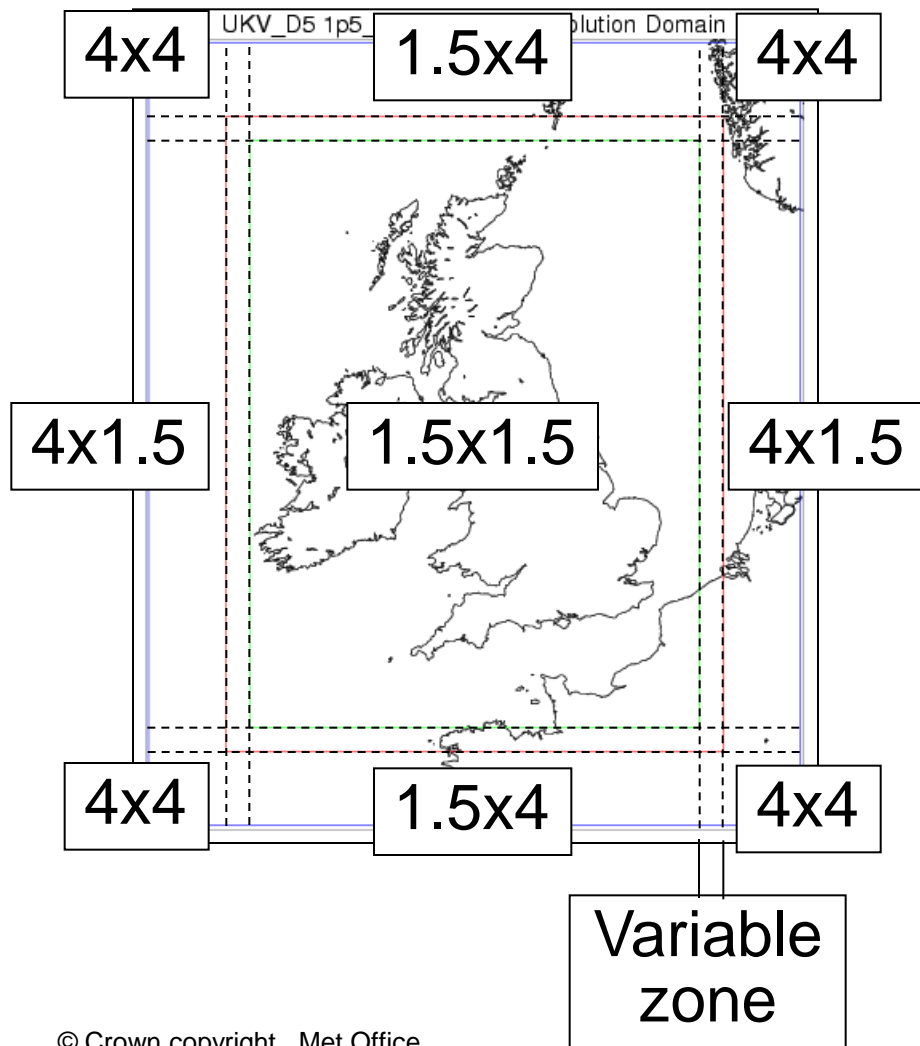 UKV_D5 1p5_ olution Domain
4x4 1.5x4 4x4
4x1.5 1.5x1.5 4x1.5
4x4 1.5x4 4x4
Variable
zone
© Crown copyright Met Office